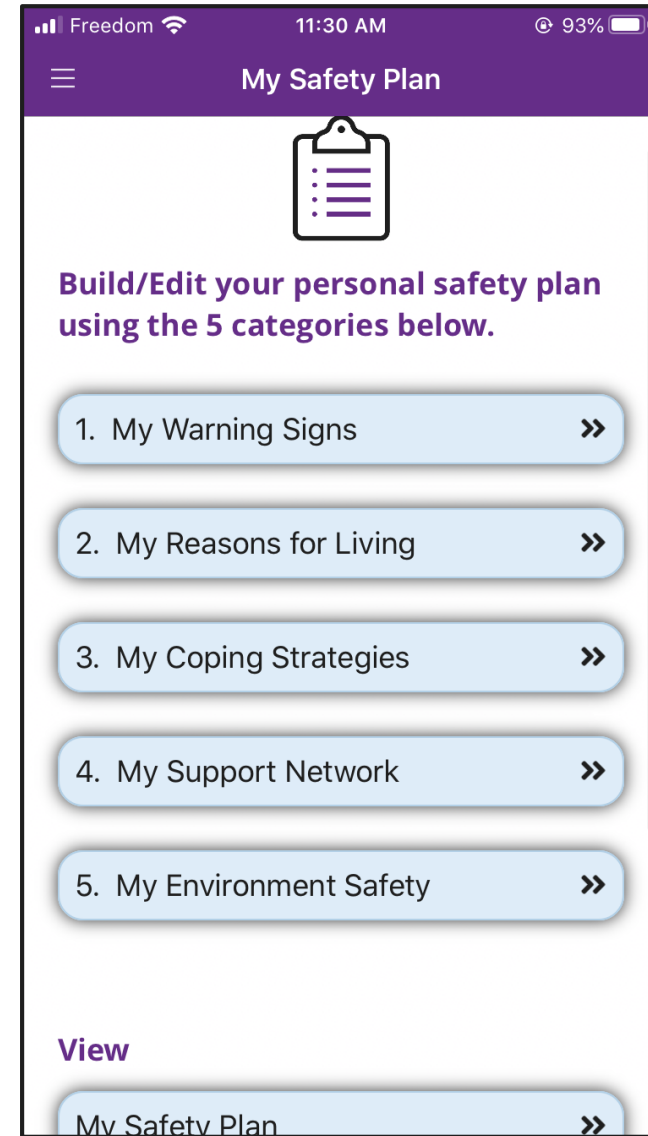 Freedom 11:30 AM 93%
My Safety Plan
Build/Edit your personal safety plan
using the 5 categories below.
1. My Warning Signs
2. My Reasons for Living
3. My Coping Strategies
4. My Support Network
5. My Environment Safety
View
My Safety Plan